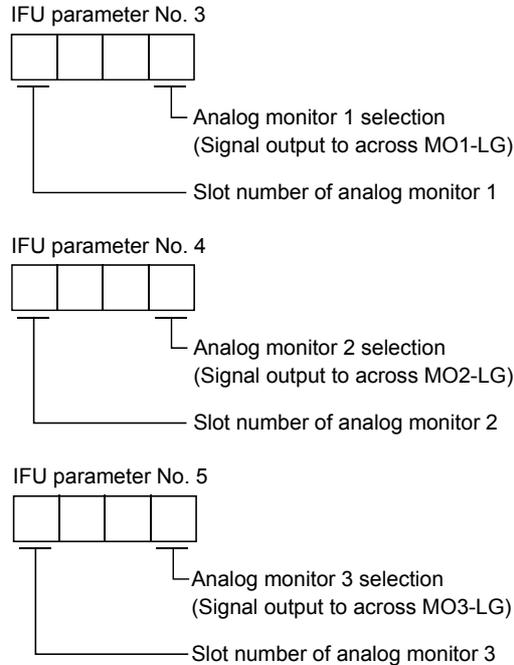 IFU parameter No. 3
Analog monitor 1 selection
(Signal output to across MO1-LG)
Slot number of analog monitor 1
IFU parameter No. 4
Analog monitor 2 selection
(Signal output to across MO2-LG)
Slot number of analog monitor 2
IFU parameter No. 5
Analog monitor 3 selection
(Signal output to across MO3-LG)
Slot number of analog monitor 3